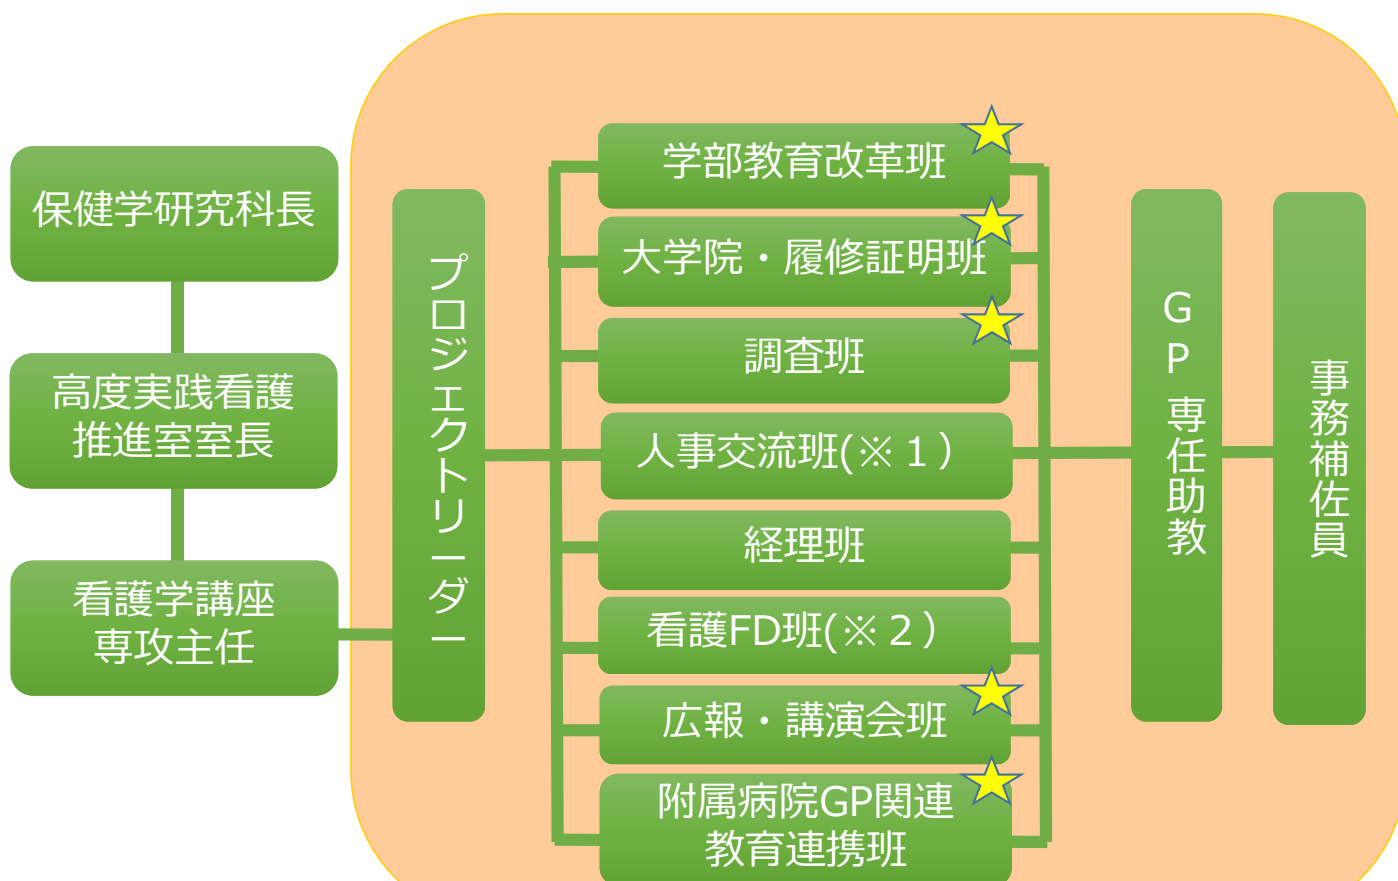 保健学研究科長
高度実践看護
推進室室長
看護学講座
専攻主任
プロジェクトリーダー
学部教育改革班
大学院・履修証明班
調査班
人事交流班(※１）
経理班
看護FD班(※２）
広報・講演会班
附属病院GP関連
教育連携班
GP専任助教
事務補佐員